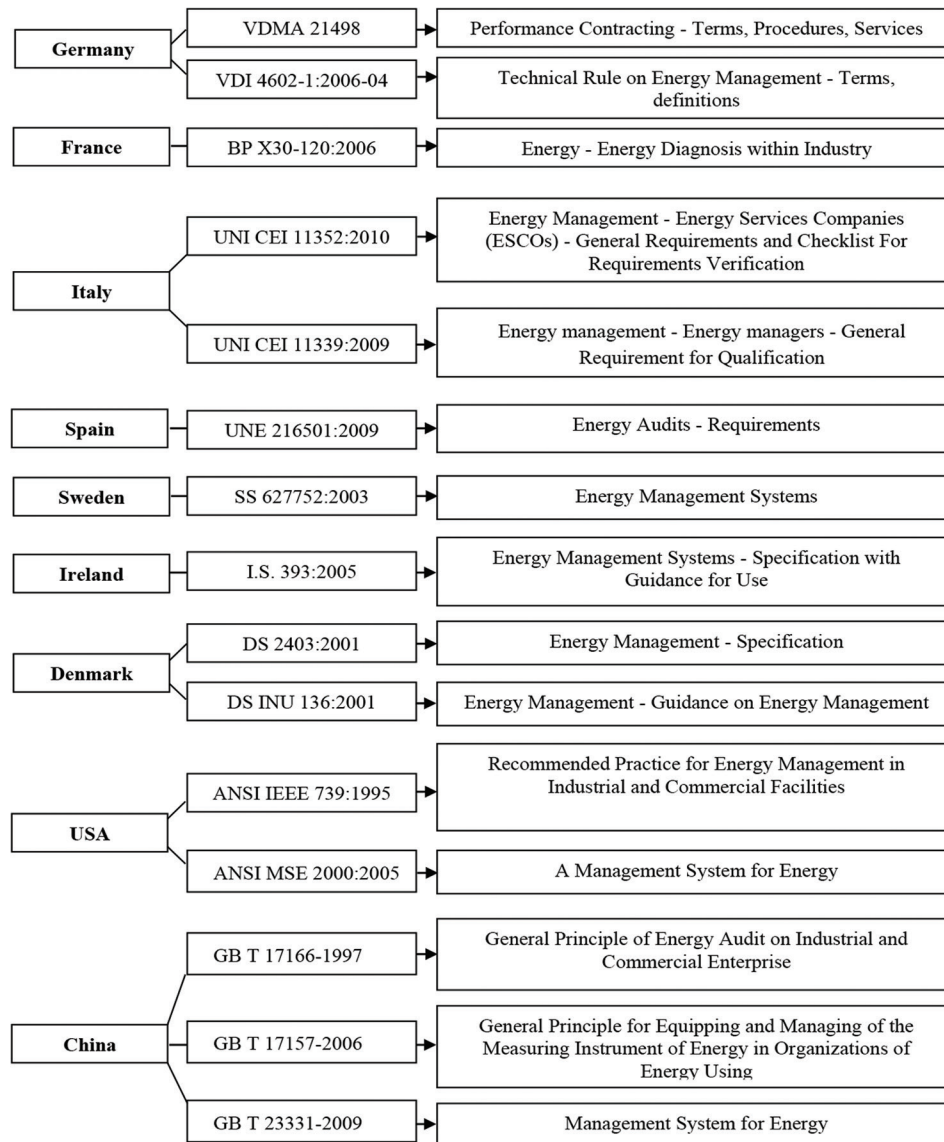 Germany
VDMA 21498
Performance Contracting - Terms, Procedures, Services
VDI 4602-1:2006-04
Technical Rule on Energy Management - Terms,
definitions
France
BP X30-120:2006
Energy - Energy Diagnosis within Industry
Italy
UNI CEI 11352:2010
Energy Management - Energy Services Companies
(ESCOs) - General Requirements and Checklist For
Requirements Verification
UNI CEI 11339:2009
Energy management - Energy managers - General
Requirement for Qualification
Spain
UNE 216501:2009
Energy Audits - Requirements
Sweden
SS 627752:2003
Energy Management Systems
Ireland
I.S. 393:2005
Energy Management Systems - Specification with
Guidance for Use
Denmark
DS 2403:2001
Energy Management - Specification
DS INU 136:2001
Energy Management - Guidance on Energy Management
USA
ANSI IEEE 739:1995
Recommended Practice for Energy Management in
Industrial and Commercial Facilities
ANSI MSE 2000:2005
A Management System for Energy
China
GB T 17166-1997
General Principle of Energy Audit on Industrial and
Commercial Enterprise
GB T 17157-2006
General Principle for Equipping and Managing of the
Measuring Instrument of Energy in Organizations of
Energy Using
GB T 23331-2009
Management System for Energy